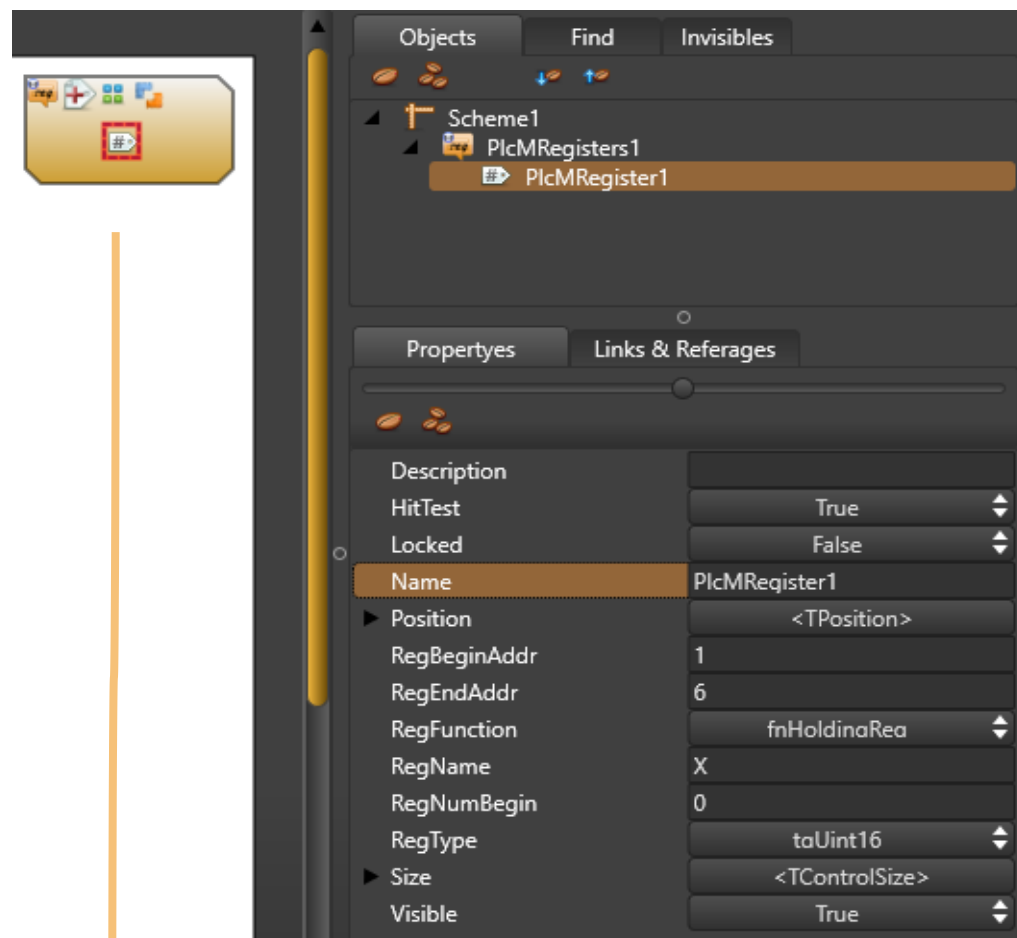 Objects Find Invisibles
Scheme1
PlcMRegisters1
PlcMRegister1
Propertyes Links & Referages
Description
HitTest True
Locked False
Name PlcMRegister1
Position <TPosition>
RegBeginAddr 1
RegEndAddr 6
RegFunction fnHoldingReg
RegName X
RegNumBegin 0
RegType taUint16
Size <TControlSize>
Visible True